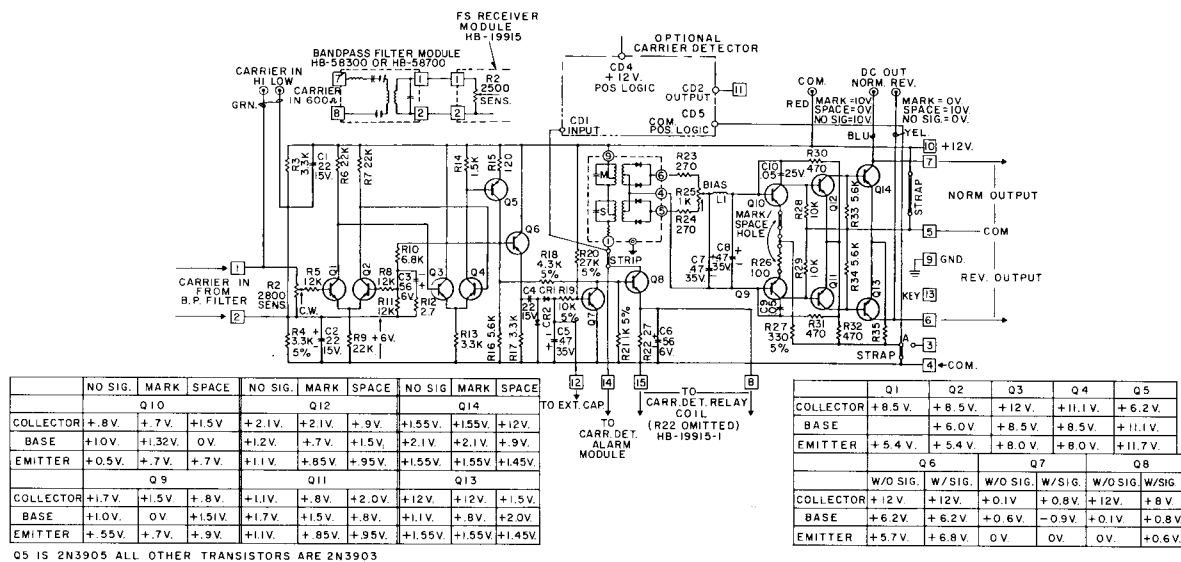 FS RECEIVER
MODULE
HB-19915
BANDPASS FILTER MODULE
HB-58300 OR HB-58700
OPTIONAL
CARRIER DETECTOR
CARRIER IN
HI LOW
GRN.
7
CARRIER
IN 600Ω
8
1
2
1
2
R2
2500
SENS.
CD4
+12V.
POS LOGIC
CD2
OUTPUT
11
CD5
COM.
POS. LOGIC
CD1
INPUT
COM.
RED
DC OUT
NORM. REV.
MARK=10V.
SPACE=0V.
NO SIG=10V.
BLU
MARK=0V.
SPACE=10V.
NO SIG.=0V.
YEL.
10 +12V.
7
NORM OUTPUT
STRAP
5 COM
9 GND.
REV. OUTPUT
KEY 13
6
A 3
STRAP
4 COM.
R3
3.3K
C1
22
15V.
R6 22K
R7 22K
R14
1.5K
R15
120
Q5
Q6
R10
6.8K
1
CARRIER IN
FROM
B.P. FILTER
2
R2
2800
SENS.
R5
12K
C.W.
Q1
Q2
R8
12K
R11
12K
C3
56
6V.
R12
2.7
Q3
Q4
R4
3.3K
5%
C2
22
15V.
R9
22K
+6V.
R13
3.3K
R16 5.6K
R17 3.3K
R18
4.3K
5%
C4
22
15V.
CR1
CR2
R19
10K
5%
C5
47
35V.
R20
27K
5%
Q7
STRIP
Q8
R21 1K 5%
R22 27
C6
56
6V.
9
M
S
6
4
5
1
R23
270
R25
1K
R24
270
BIAS
L1
C7
47
35V.
C8
47
35V.
C10
.05
25V.
R30
470
Q10
MARK/
SPACE
HOLE
R26
100
Q9
C9
.05
R28
10K
R29
10K
Q12
Q11
R27
330
5%
R31
470
R32
470
R33 5.6K
R34 5.6K
Q14
Q13
R35
12
TO EXT. CAP.
14
TO
CARR.DET.
ALARM
MODULE
15
8
TO
CARR.DET.RELAY
COIL
(R22 OMITTED)
HB-19915-1
NO SIG. MARK SPACE NO SIG. MARK SPACE NO SIG MARK SPACE
Q10 Q12 Q14
COLLECTOR +.8V. +.7V. +1.5V +2.1V. +2.1V. +.9V. +1.55V. +1.55V. +12V.
BASE +1.0V. +1.32V. 0V. +1.2V. +.7V. +1.5V. +2.1V. +2.1V. +.9V.
EMITTER +0.5V. +.7V. +.7V. +1.1V. +.85V. +.95V. +1.55V. +1.55V. +1.45V.
Q9 Q11 Q13
COLLECTOR +1.7V. +1.5V. +.8V. +1.1V. +.8V. +2.0V. +12V. +12V. +1.5V.
BASE +1.0V. 0V. +1.51V. +1.7V. +1.5V. +.8V. +1.1V. +.8V. +2.0V.
EMITTER +.55V. +.7V. +.9V. +1.1V. +.85V. +.95V. +1.55V. +1.55V. +1.45V.
Q5 IS 2N3905 ALL OTHER TRANSISTORS ARE 2N3903
Q1 Q2 Q3 Q4 Q5
COLLECTOR +8.5V. +8.5V. +12V. +11.1V. +6.2V.
BASE +6.0V. +8.5V. +8.5V. +11.1V.
EMITTER +5.4V. +5.4V. +8.0V. +8.0V. +11.7V.
Q6 Q7 Q8
W/O SIG. W/SIG. W/O SIG. W/SIG. W/O SIG. W/SIG.
COLLECTOR +12V. +12V. +0.1V +0.8V. +12V. +8V.
BASE +6.2V. +6.2V. +0.6V. -0.9V. +0.1V. +0.8V.
EMITTER +5.7V. +6.8V. 0V. 0V. 0V. +0.6V.